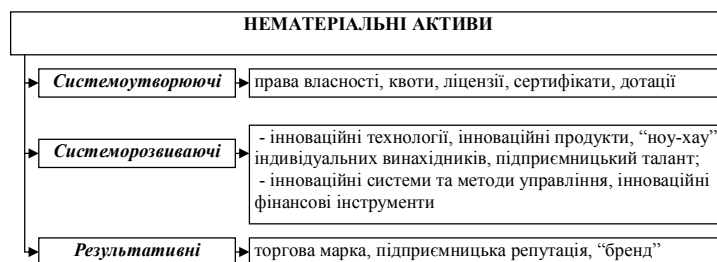 НЕМАТЕРІАЛЬНІ АКТИВИ
Системоутворюючі
права власності, квоти, ліцензії, сертифікати, дотації
Системорозвиваючі
- інноваційні технології, інноваційні продукти, “ноу-хау”
індивідуальних винахідників, підприємницький талант;
- інноваційні системи та методи управління, інноваційні
фінансові інструменти
Результативні
торгова марка, підприємницька репутація, “бренд”